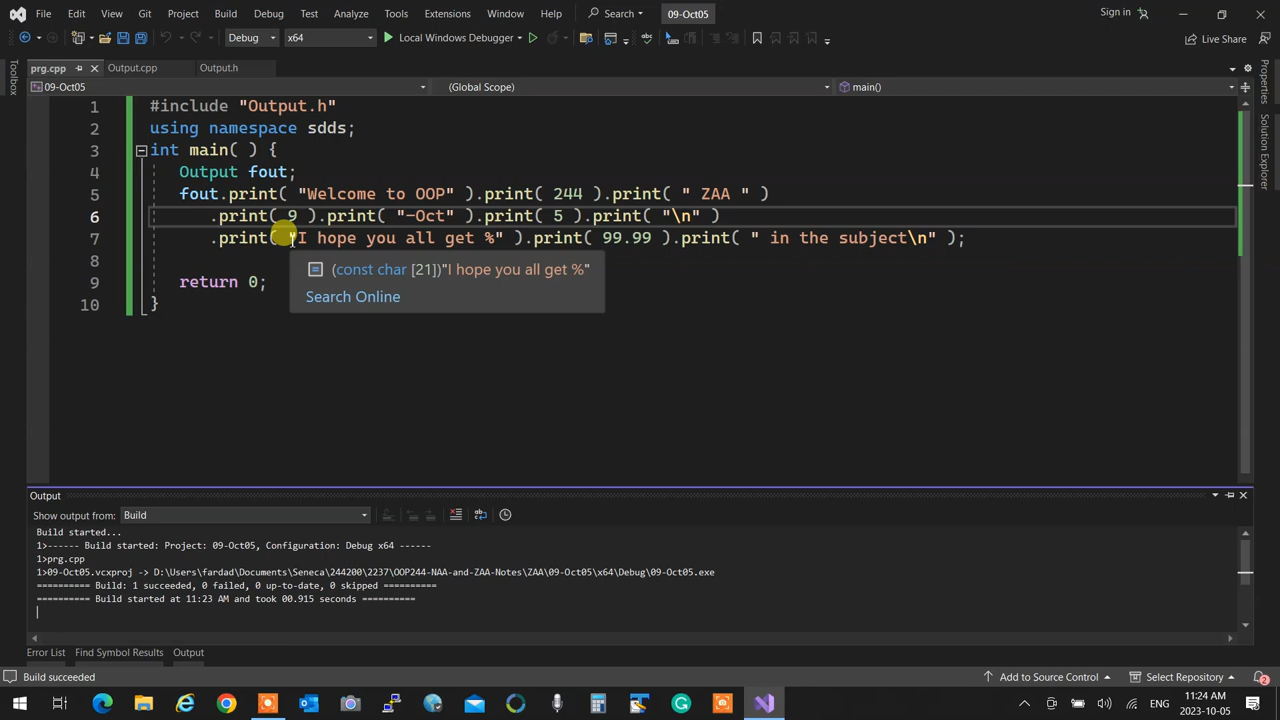 File Edit View Git Project Build Debug Test Analyze Tools Extensions Window Help Search 09-Oct05 Sign in
Debug x64 Local Windows Debugger Live Share
prg.cpp Output.cpp Output.h
09-Oct05 (Global Scope) main()
Toolbox
Properties
Solution Explorer
1 #include "Output.h"
2 using namespace sdds;
3 int main( ) {
4 Output fout;
5 fout.print( "Welcome to OOP" ).print( 244 ).print( " ZAA " )
6 .print( 9 ).print( "-Oct" ).print( 5 ).print( "\n" )
7 .print( "I hope you all get %" ).print( 99.99 ).print( " in the subject\n" );
8
(const char [21])"I hope you all get %"
9 return 0;
Search Online
10 }
Output
Show output from: Build
Build started...
1>------ Build started: Project: 09-Oct05, Configuration: Debug x64 ------
1>prg.cpp
1>09-Oct05.vcxproj -> D:\Users\fardad\Documents\Seneca\244200\2237\OOP244-NAA-and-ZAA-Notes\ZAA\09-Oct05\x64\Debug\09-Oct05.exe
========== Build: 1 succeeded, 0 failed, 0 up-to-date, 0 skipped ==========
========== Build started at 11:23 AM and took 00.915 seconds ==========
Error List Find Symbol Results Output
Build succeeded Add to Source Control Select Repository 2
ENG 11:24 AM
2023-10-05